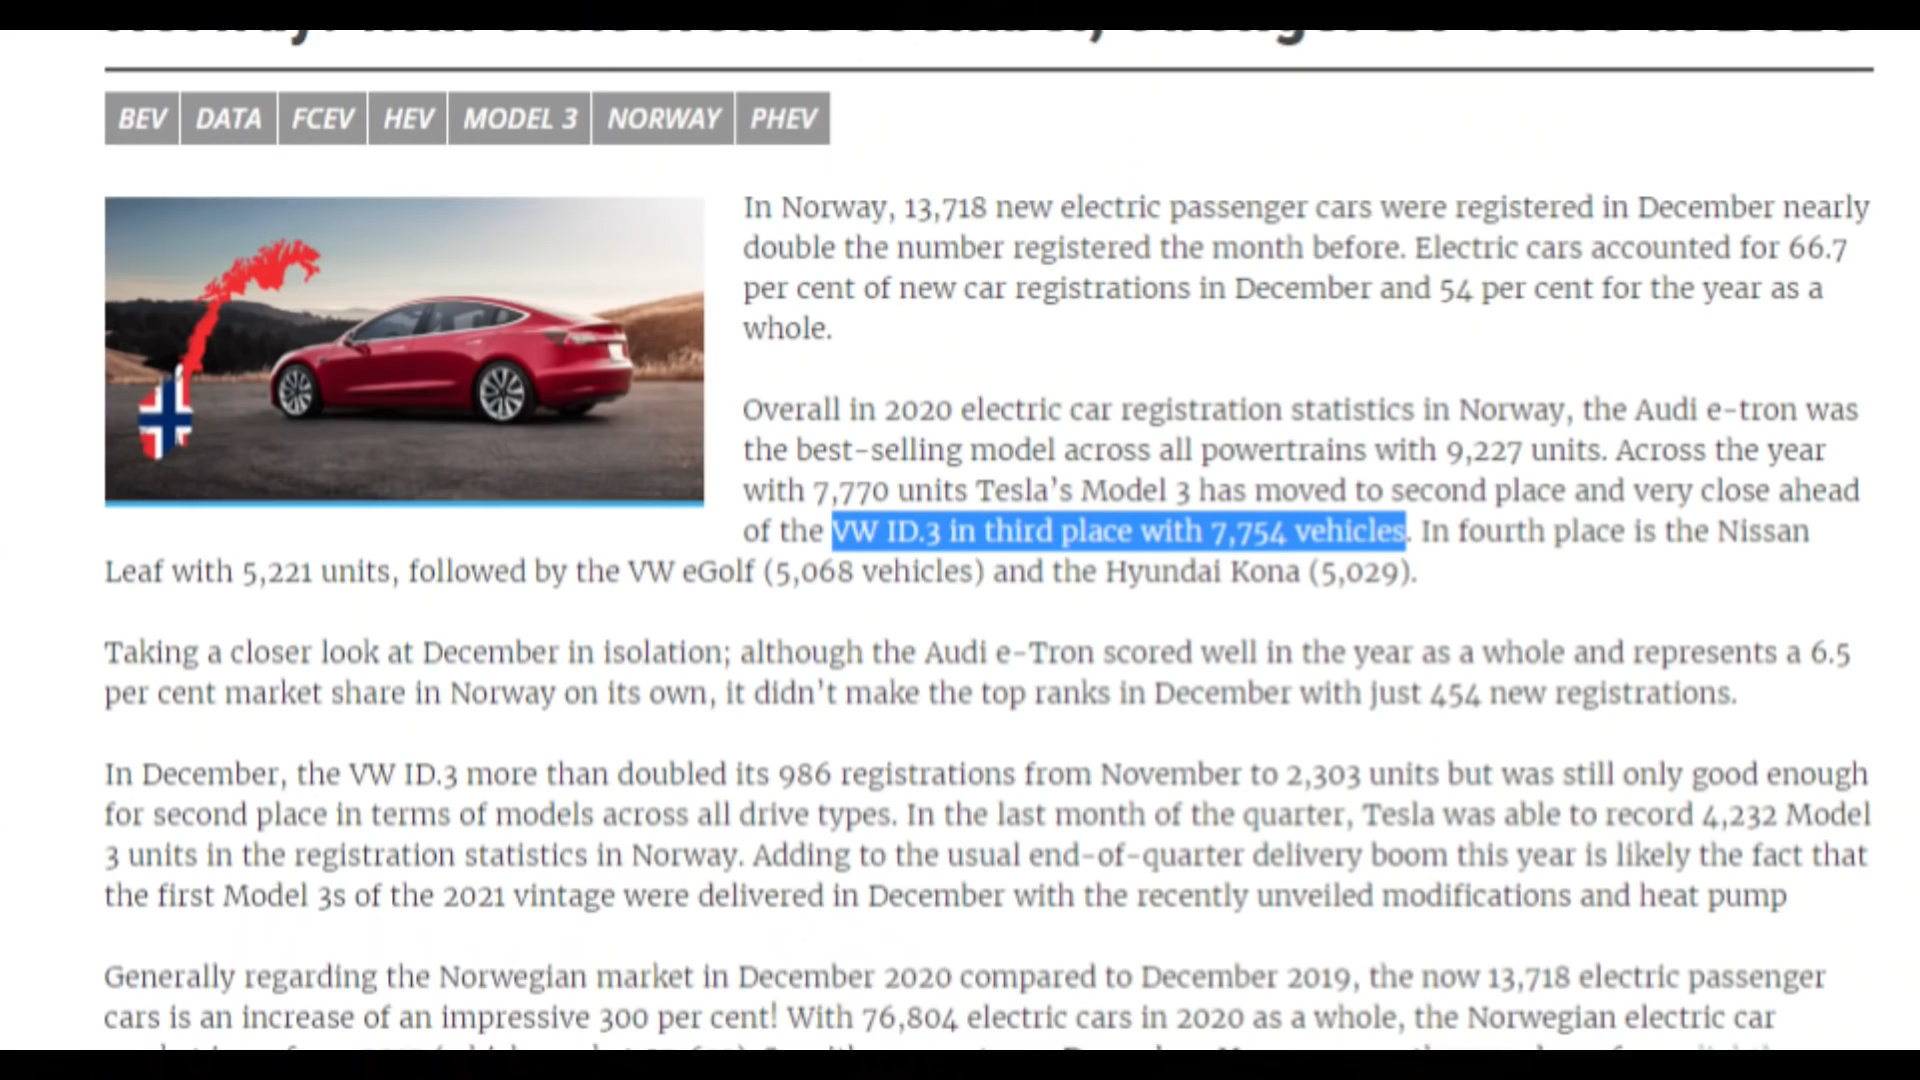 BEV DATA FCEV HEV MODEL 3 NORWAY PHEV
In Norway, 13,718 new electric passenger cars were registered in December nearly
double the number registered the month before. Electric cars accounted for 66.7
per cent of new car registrations in December and 54 per cent for the year as a
whole.
Overall in 2020 electric car registration statistics in Norway, the Audi e-tron was
the best-selling model across all powertrains with 9,227 units. Across the year
with 7,770 units Tesla's Model 3 has moved to second place and very close ahead
of the VW ID.3 in third place with 7,754 vehicles. In fourth place is the Nissan
Leaf with 5,221 units, followed by the VW eGolf (5,068 vehicles) and the Hyundai Kona (5,029).
Taking a closer look at December in isolation; although the Audi e-Tron scored well in the year as a whole and represents a 6.5
per cent market share in Norway on its own, it didn't make the top ranks in December with just 454 new registrations.
In December, the VW ID.3 more than doubled its 986 registrations from November to 2,303 units but was still only good enough
for second place in terms of models across all drive types. In the last month of the quarter, Tesla was able to record 4,232 Model
3 units in the registration statistics in Norway. Adding to the usual end-of-quarter delivery boom this year is likely the fact that
the first Model 3s of the 2021 vintage were delivered in December with the recently unveiled modifications and heat pump
Generally regarding the Norwegian market in December 2020 compared to December 2019, the now 13,718 electric passenger
cars is an increase of an impressive 300 per cent! With 76,804 electric cars in 2020 as a whole, the Norwegian electric car